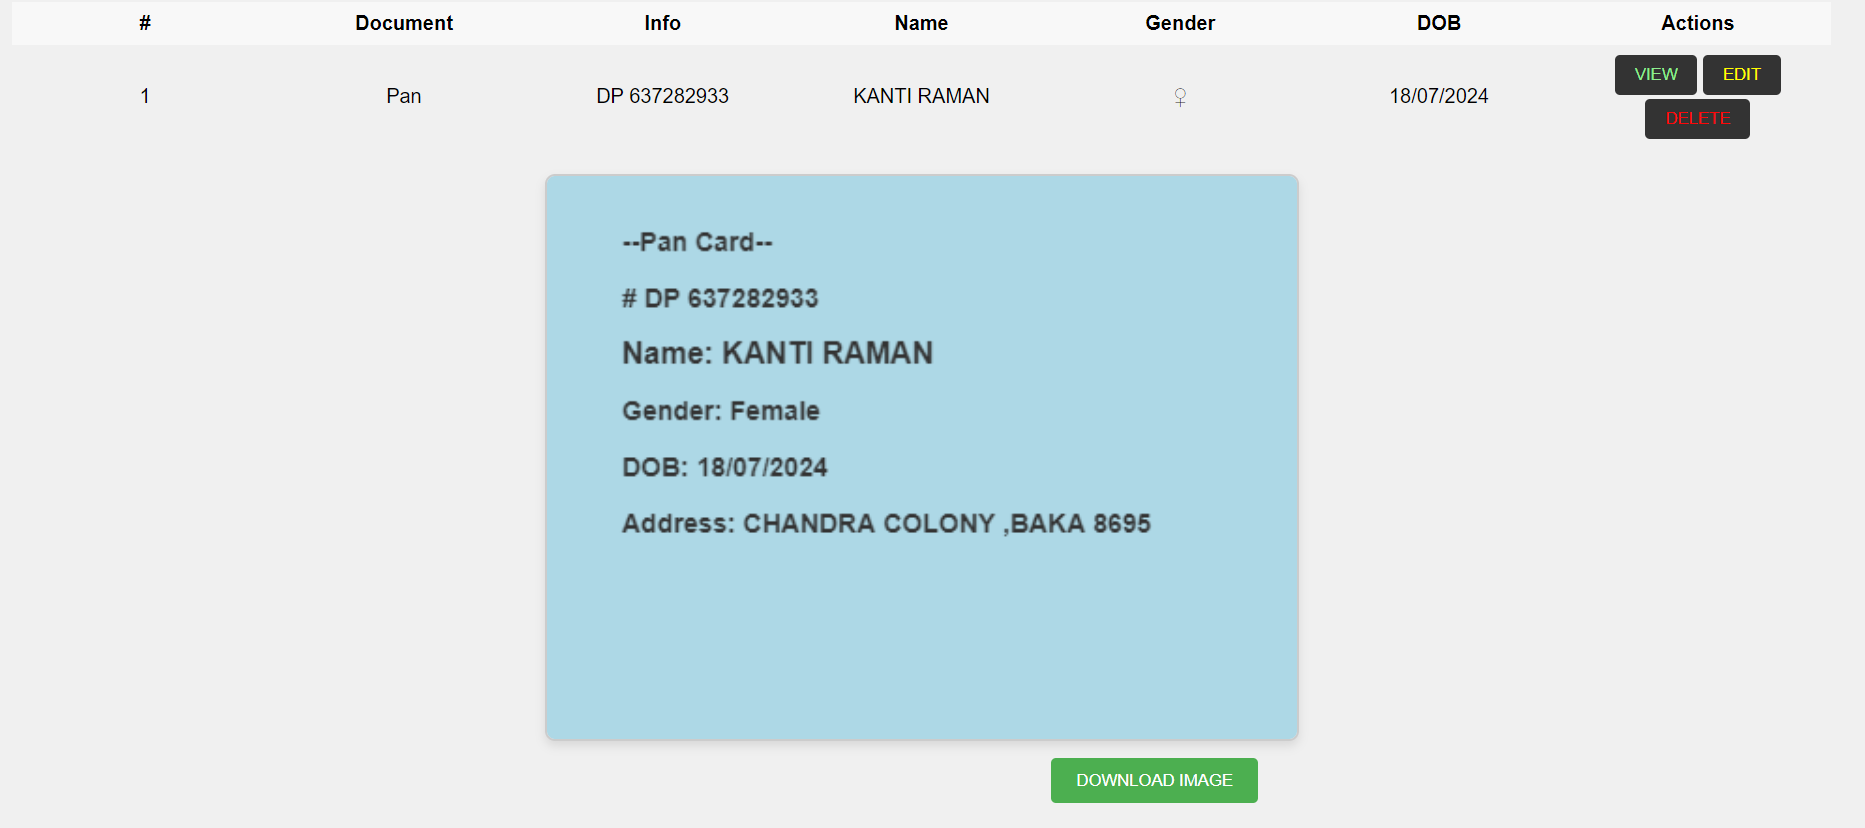 # Document Info Name Gender DOB Actions
1 Pan DP 637282933 KANTI RAMAN ♀ 18/07/2024 VIEW EDIT
DELETE
--Pan Card--
# DP 637282933
Name: KANTI RAMAN
Gender: Female
DOB: 18/07/2024
Address: CHANDRA COLONY ,BAKA 8695
DOWNLOAD IMAGE